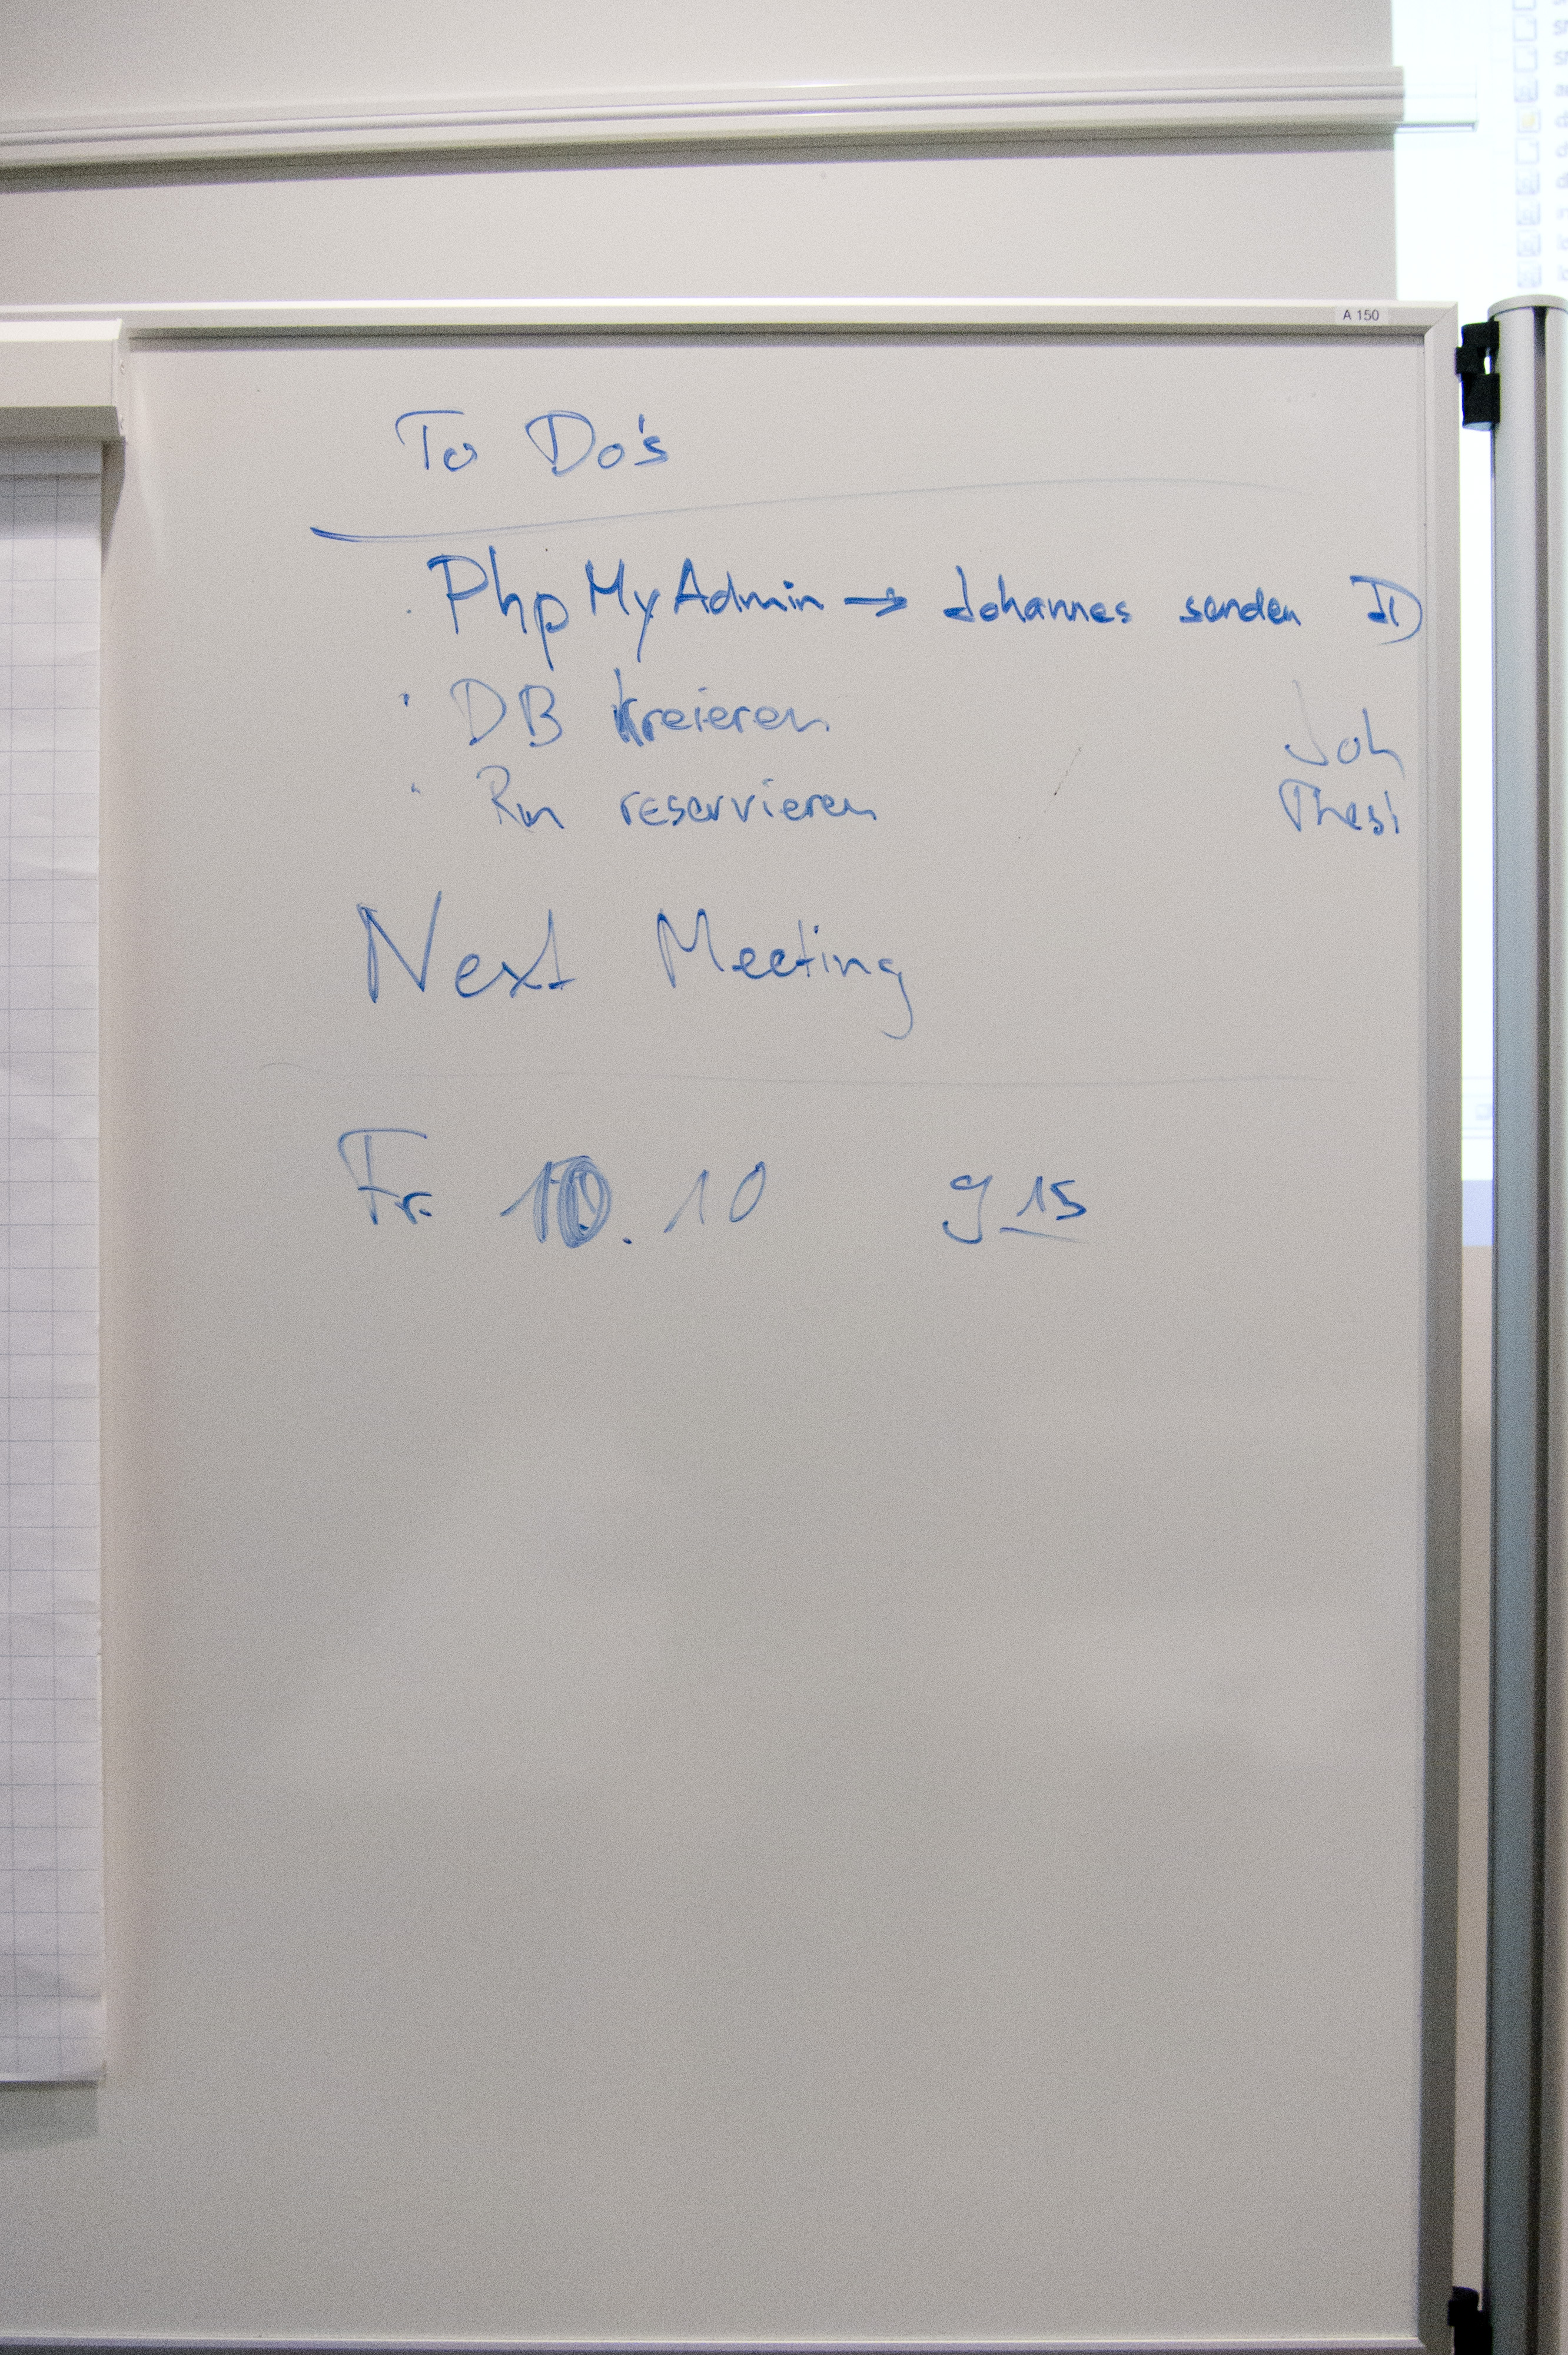 A 150
To Do's
· PhpMyAdmin → Johannes senden
· DB kreieren Joh
· Rm reservieren Thesi
Next Meeting
Fr. 10.10 9 15